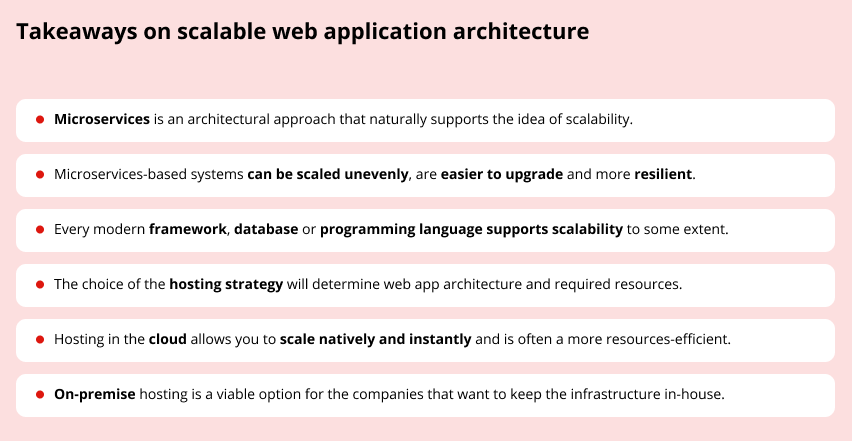 Takeaways on scalable web application architecture
Microservices is an architectural approach that naturally supports the idea of scalability.
Microservices-based systems can be scaled unevenly, are easier to upgrade and more resilient.
Every modern framework, database or programming language supports scalability to some extent.
The choice of the hosting strategy will determine web app architecture and required resources.
Hosting in the cloud allows you to scale natively and instantly and is often a more resources-efficient.
On-premise hosting is a viable option for the companies that want to keep the infrastructure in-house.